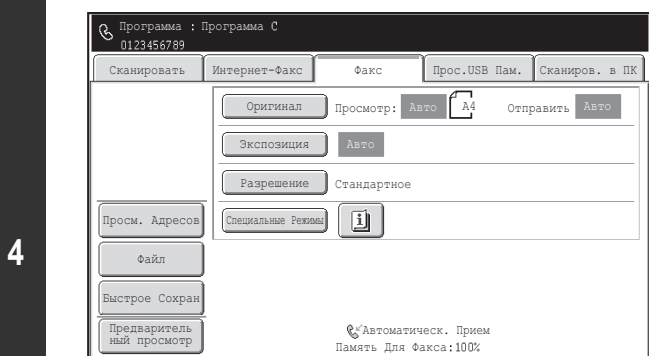 Программа : Программа C
0123456789
Сканировать Интернет-Факс Факс Прос.USB Пам. Сканиров. в ПК
Оригинал Просмотр: Авто A4 Отправить Авто
Экспозиция Авто
Разрешение Стандартное
Просм. Адресов Специальные Режимы
4
Файл
Быстрое Сохран
Предваритель
ный просмотр
Автоматическ. Прием
Память Для Факса:100%